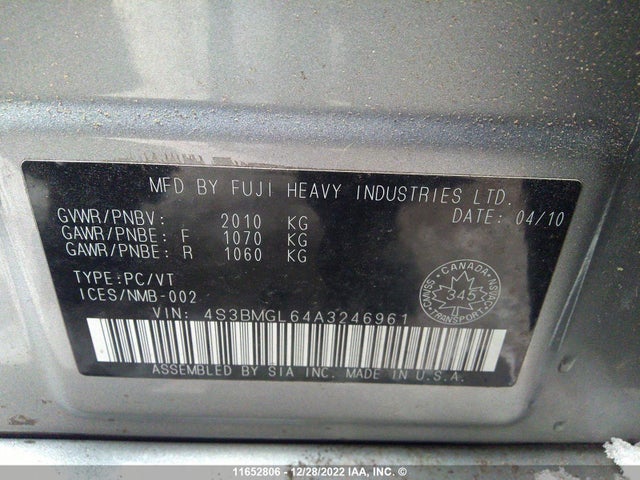 MFD BY FUJI HEAVY INDUSTRIES LTD.
DATE: 04/10
GVWR/PNBV: 2010 KG
GAWR/PNBE: F 1070 KG
GAWR/PNBE: R 1060 KG
TYPE:PC/VT
ICES/NMB-002
CANADA
CMVSS 345 NSVAC
TRANSPORT
VIN: 4S3BMGL64A3246961
ASSEMBLED BY SIA INC. MADE IN U.S.A.
11652806 - 12/28/2022 IAA, INC. ©